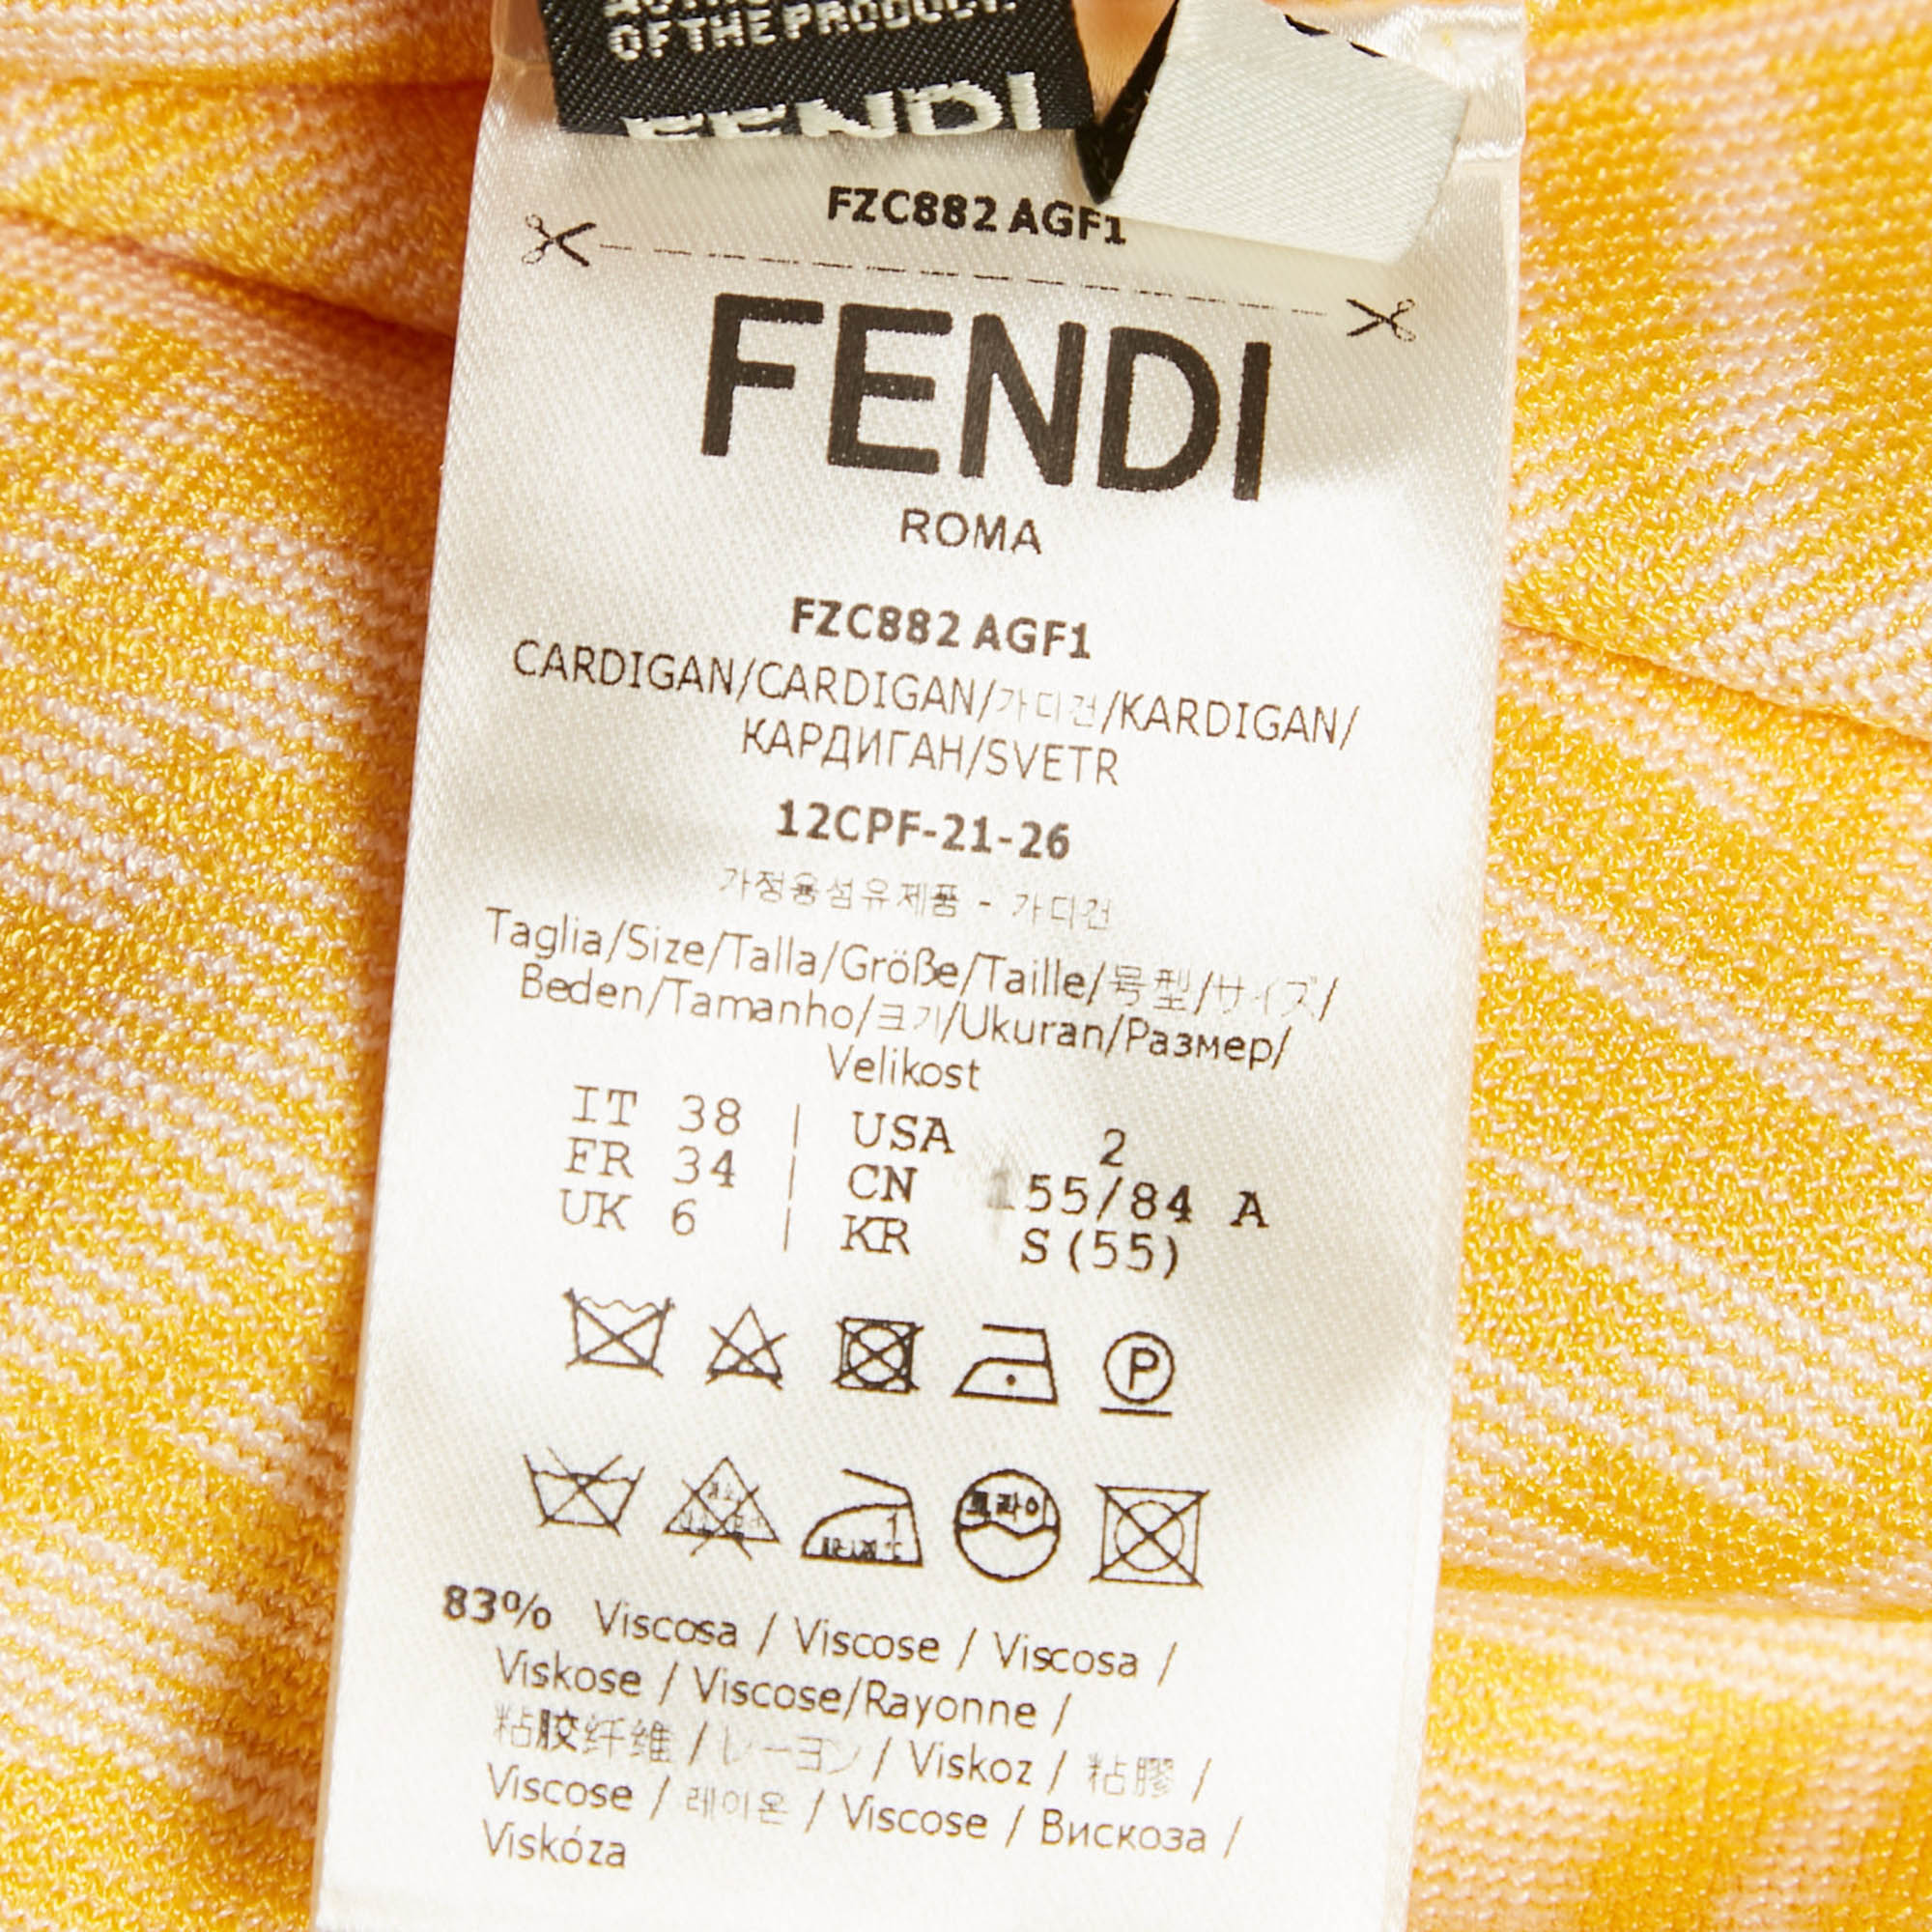 OF THE PRODUCT.
FENDI
FZC882 AGF1
FENDI
ROMA
FZC882 AGF1
CARDIGAN/CARDIGAN/가디건/KARDIGAN/
КАРДИГАН/SVETR
12CPF-21-26
가정용섬유제품 - 가디건
Taglia/Size/Talla/Größe/Taille/号型/サイズ/
Beden/Tamanho/크기/Ukuran/Размер/
Velikost
IT 38 | USA 2
FR 34 | CN 155/84 A
UK 6 | KR S(55)
P
드라이
83% Viscosa / Viscose / Viscosa /
Viskose / Viscose/Rayonne /
粘胶纤维 / レーヨン / Viskoz / 粘膠 /
Viscose / 레이온 / Viscose / Вискоза /
Viskóza